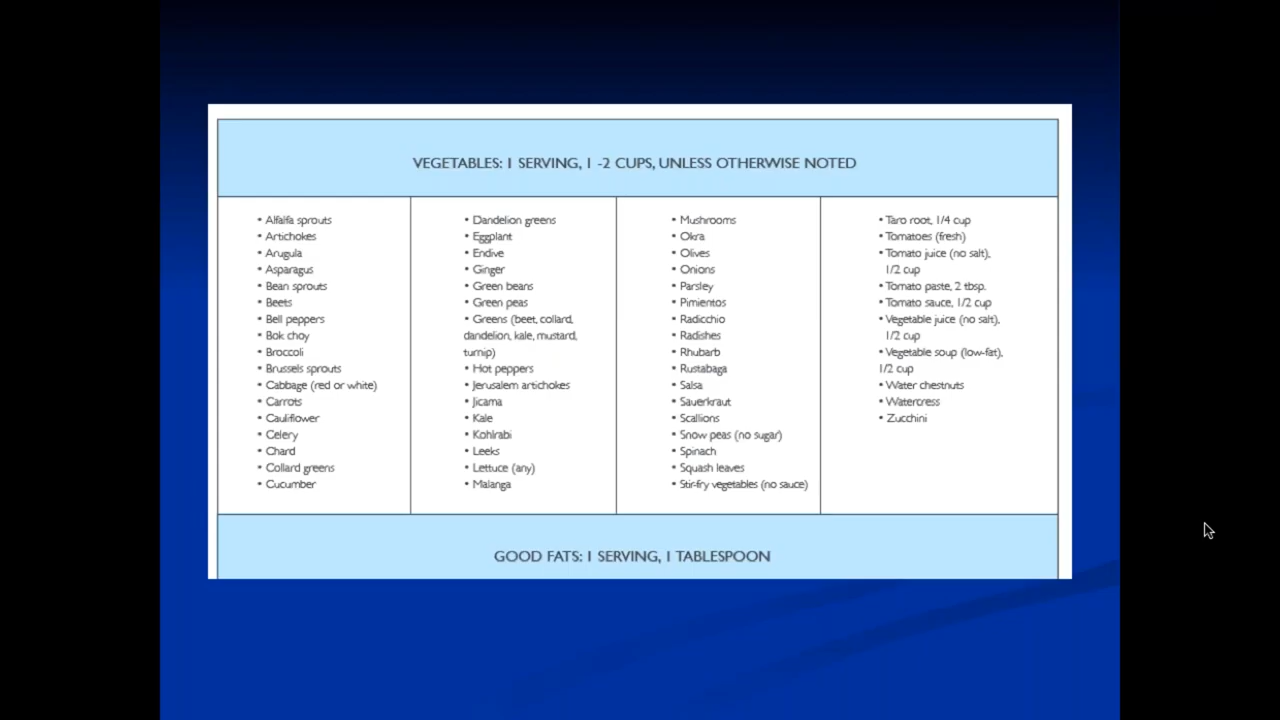 VEGETABLES: 1 SERVING, 1 -2 CUPS, UNLESS OTHERWISE NOTED
• Alfalfa sprouts
• Artichokes
• Arugula
• Asparagus
• Bean sprouts
• Beets
• Bell peppers
• Bok choy
• Broccoli
• Brussels sprouts
• Cabbage (red or white)
• Carrots
• Cauliflower
• Celery
• Chard
• Collard greens
• Cucumber
• Dandelion greens
• Eggplant
• Endive
• Ginger
• Green beans
• Green peas
• Greens (beet, collard,
dandelion, kale, mustard,
turnip)
• Hot peppers
• Jerusalem artichokes
• Jicama
• Kale
• Kohlrabi
• Leeks
• Lettuce (any)
• Malanga
• Mushrooms
• Okra
• Olives
• Onions
• Parsley
• Pimientos
• Radicchio
• Radishes
• Rhubarb
• Rustabaga
• Salsa
• Sauerkraut
• Scallions
• Snow peas (no sugar)
• Spinach
• Squash leaves
• Stir-fry vegetables (no sauce)
• Taro root, 1/4 cup
• Tomatoes (fresh)
• Tomato juice (no salt),
1/2 cup
• Tomato paste, 2 tbsp.
• Tomato sauce, 1/2 cup
• Vegetable juice (no salt),
1/2 cup
• Vegetable soup (low-fat),
1/2 cup
• Water chestnuts
• Watercress
• Zucchini
GOOD FATS: 1 SERVING, 1 TABLESPOON